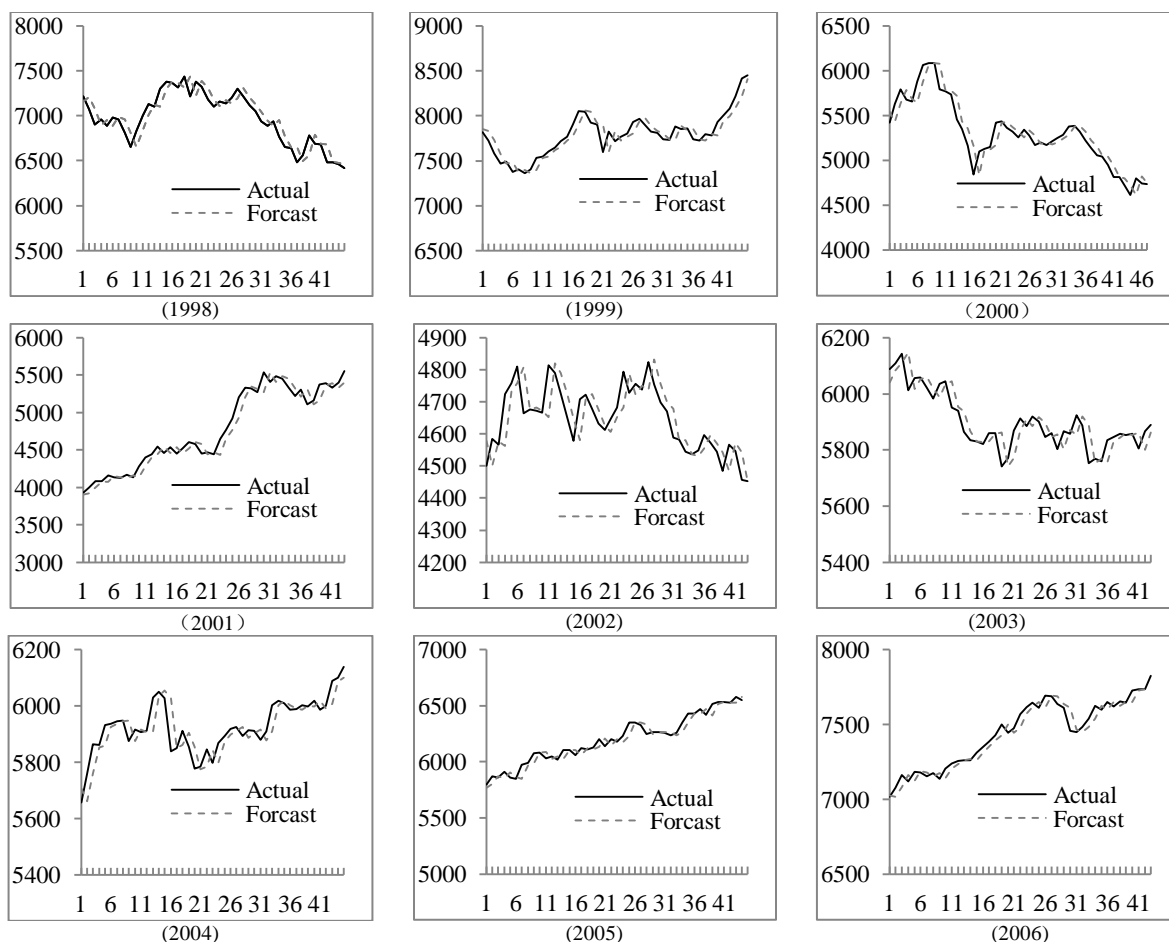 8000
7500
7000
6500
6000
5500
Actual
Forcast
1 6 11 16 21 26 31 36 41
(1998)
9000
8500
8000
7500
7000
6500
Actual
Forcast
1 6 11 16 21 26 31 36 41
(1999)
6500
6000
5500
5000
4500
4000
Actual
Forcast
1 6 11 16 21 26 31 36 41 46
(2000)
6000
5500
5000
4500
4000
3500
3000
Actual
Forcast
1 6 11 16 21 26 31 36 41
(2001)
4900
4800
4700
4600
4500
4400
4300
4200
Actual
Forcast
1 6 11 16 21 26 31 36 41
(2002)
6200
6000
5800
5600
5400
Actual
Forcast
1 6 11 16 21 26 31 36 41
(2003)
6200
6000
5800
5600
5400
Actual
Forcast
1 6 11 16 21 26 31 36 41
(2004)
7000
6500
6000
5500
5000
Actual
Forcast
1 6 11 16 21 26 31 36 41
(2005)
8000
7500
7000
6500
Actual
Forcast
1 6 11 16 21 26 31 36 41
(2006)